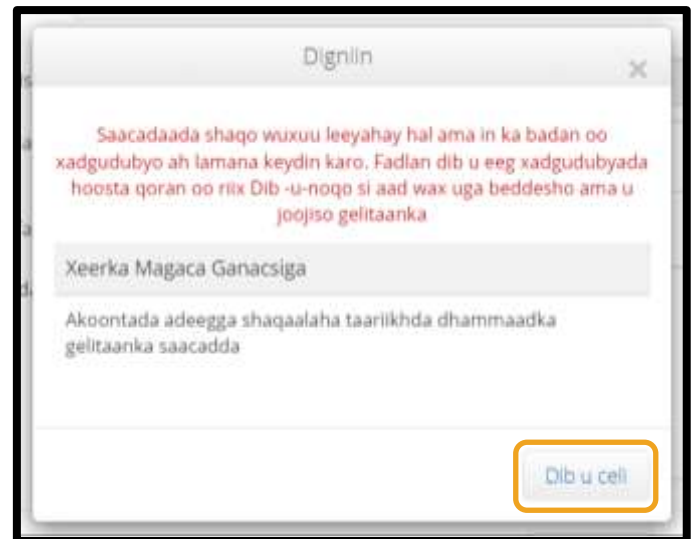 Digniin
×
Saacadaada shaqo wuxuu leeyahay hal ama in ka badan oo
xadgudubyo ah lamana keydin karo. Fadlan dib u eeg xadgudubyada
hoosta qoran oo riix Dib -u-noqo si aad wax uga beddesho ama u
joojiso gelitaanka
Xeerka Magaca Ganacsiga
Akoontada adeegga shaqaalaha taariikhda dhammaadka
gelitaanka saacadda
Dib u celi